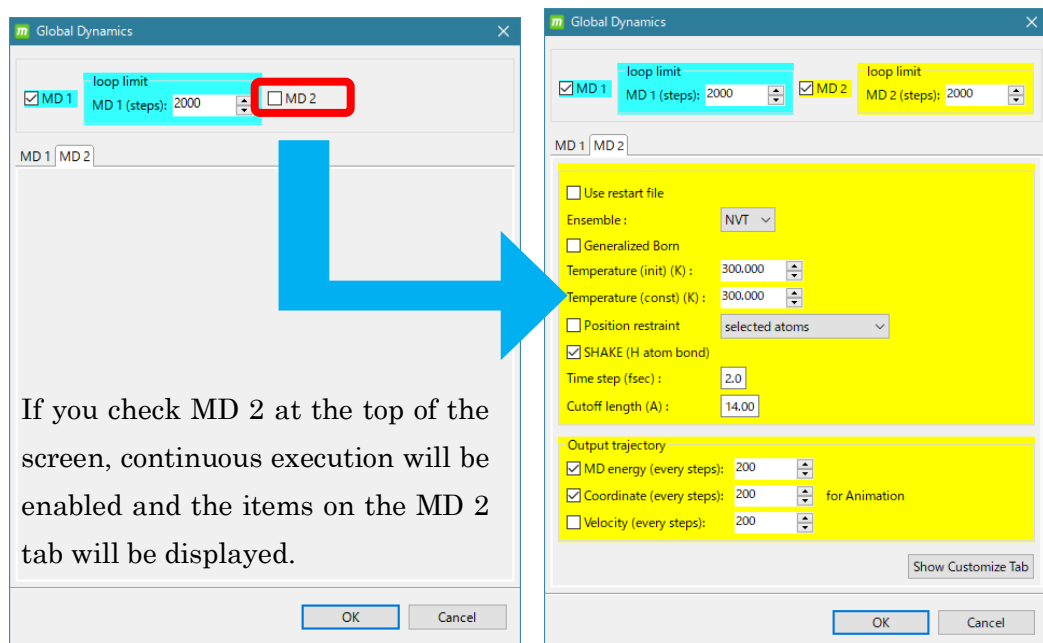 Global Dynamics
loop limit
MD 1 MD 1 (steps): 2000 MD 2
MD 1 MD 2
If you check MD 2 at the top of the
screen, continuous execution will be
enabled and the items on the MD 2
tab will be displayed.
OK Cancel
Global Dynamics
loop limit loop limit
MD 1 MD 1 (steps): 2000 MD 2 MD 2 (steps): 2000
MD 1 MD 2
Use restart file
Ensemble : NVT
Generalized Born
Temperature (init) (K) : 300.000
Temperature (const) (K) : 300.000
Position restraint selected atoms
SHAKE (H atom bond)
Time step (fsec) : 2.0
Cutoff length (A) : 14.00
Output trajectory
MD energy (every steps): 200
Coordinate (every steps): 200 for Animation
Velocity (every steps): 200
Show Customize Tab
OK Cancel